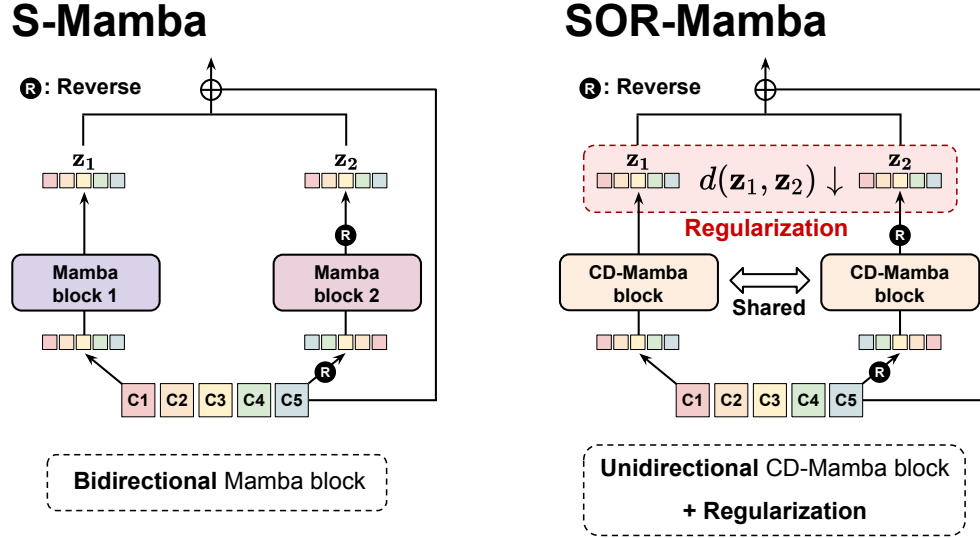 S-Mamba
R : Reverse
z1
z2
R
Mamba
block 1
Mamba
block 2
R
C1 C2 C3 C4 C5
Bidirectional Mamba block
SOR-Mamba
R : Reverse
z1
d(z1, z2) ↓
z2
Regularization
R
CD-Mamba
block
Shared
CD-Mamba
block
R
C1 C2 C3 C4 C5
Unidirectional CD-Mamba block
+ Regularization